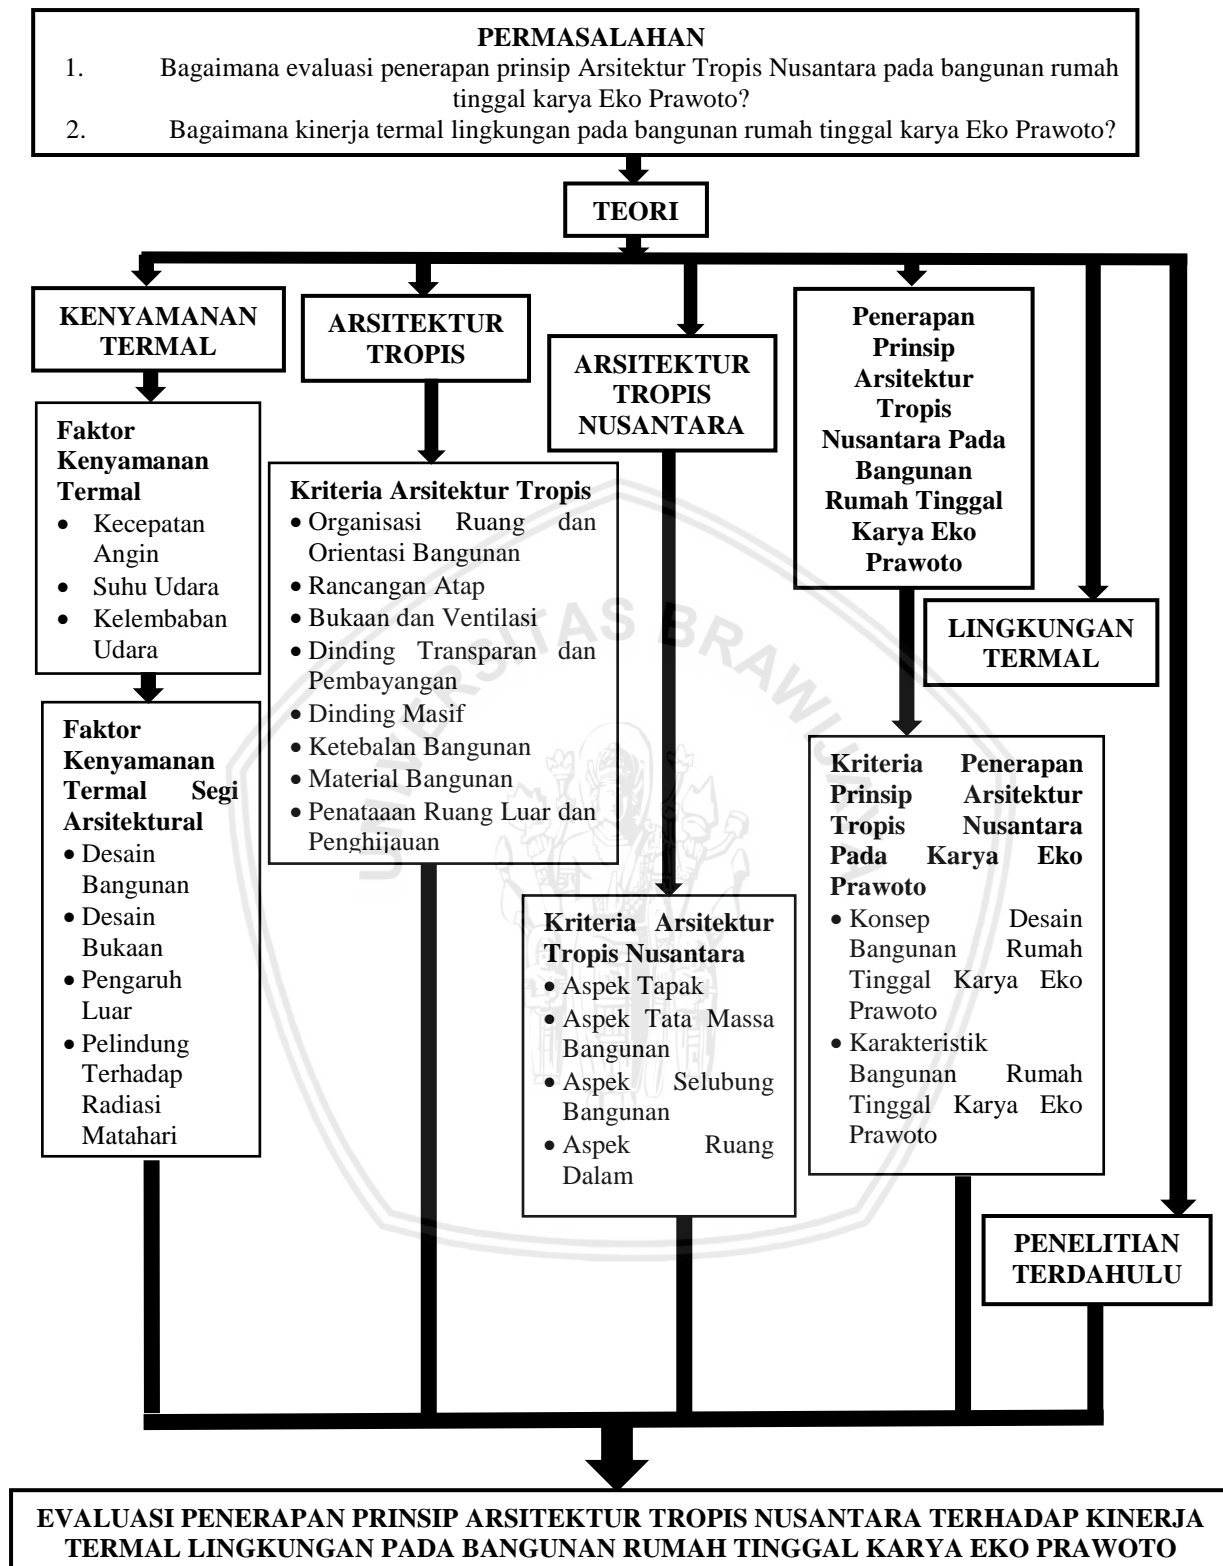 PERMASALAHAN
1. Bagaimana evaluasi penerapan prinsip Arsitektur Tropis Nusantara pada bangunan rumah
tinggal karya Eko Prawoto?
2. Bagaimana kinerja termal lingkungan pada bangunan rumah tinggal karya Eko Prawoto?
TEORI
KENYAMANAN
TERMAL
Faktor
Kenyamanan
Termal
• Kecepatan
Angin
• Suhu Udara
• Kelembaban
Udara
Faktor
Kenyamanan
Termal Segi
Arsitektural
• Desain
Bangunan
• Desain
Bukaan
• Pengaruh
Luar
• Pelindung
Terhadap
Radiasi
Matahari
ARSITEKTUR
TROPIS
Kriteria Arsitektur Tropis
• Organisasi Ruang dan
Orientasi Bangunan
• Rancangan Atap
• Bukaan dan Ventilasi
• Dinding Transparan dan
Pembayangan
• Dinding Masif
• Ketebalan Bangunan
• Material Bangunan
• Penataaan Ruang Luar dan
Penghijauan
ARSITEKTUR
TROPIS
NUSANTARA
Kriteria Arsitektur
Tropis Nusantara
• Aspek Tapak
• Aspek Tata Massa
Bangunan
• Aspek Selubung
Bangunan
• Aspek Ruang
Dalam
Penerapan
Prinsip
Arsitektur
Tropis
Nusantara Pada
Bangunan
Rumah Tinggal
Karya Eko
Prawoto
Kriteria Penerapan
Prinsip Arsitektur
Tropis Nusantara
Pada Karya Eko
Prawoto
• Konsep Desain
Bangunan Rumah
Tinggal Karya Eko
Prawoto
• Karakteristik
Bangunan Rumah
Tinggal Karya Eko
Prawoto
LINGKUNGAN
TERMAL
PENELITIAN
TERDAHULU
UNIVERSITAS BRAWIJAYA
EVALUASI PENERAPAN PRINSIP ARSITEKTUR TROPIS NUSANTARA TERHADAP KINERJA
TERMAL LINGKUNGAN PADA BANGUNAN RUMAH TINGGAL KARYA EKO PRAWOTO